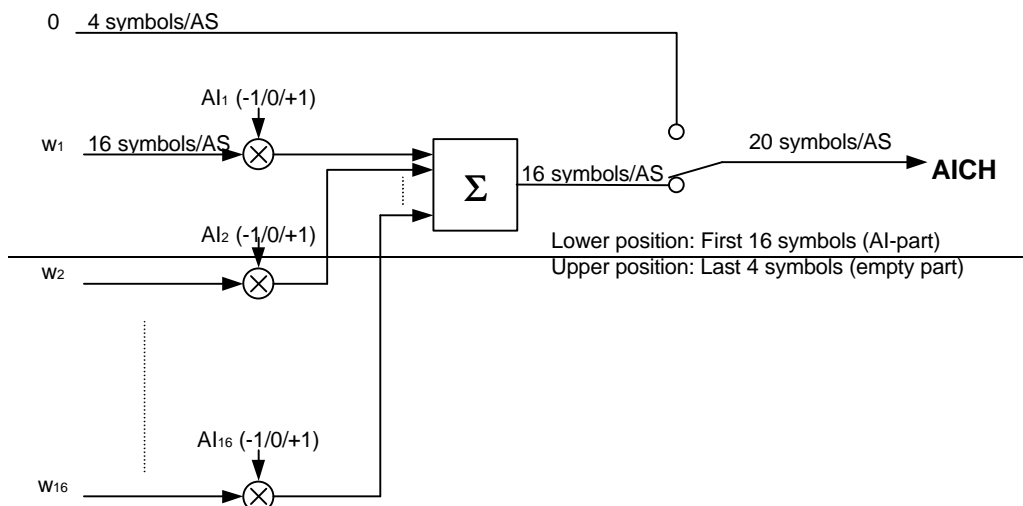 0 4 symbols/AS
AI1 (-1/0/+1)
w1 16 symbols/AS
20 symbols/AS
Σ
16 symbols/AS
AICH
AI2 (-1/0/+1)
Lower position: First 16 symbols (AI-part)
w2
Upper position: Last 4 symbols (empty part)
AI16 (-1/0/+1)
w16